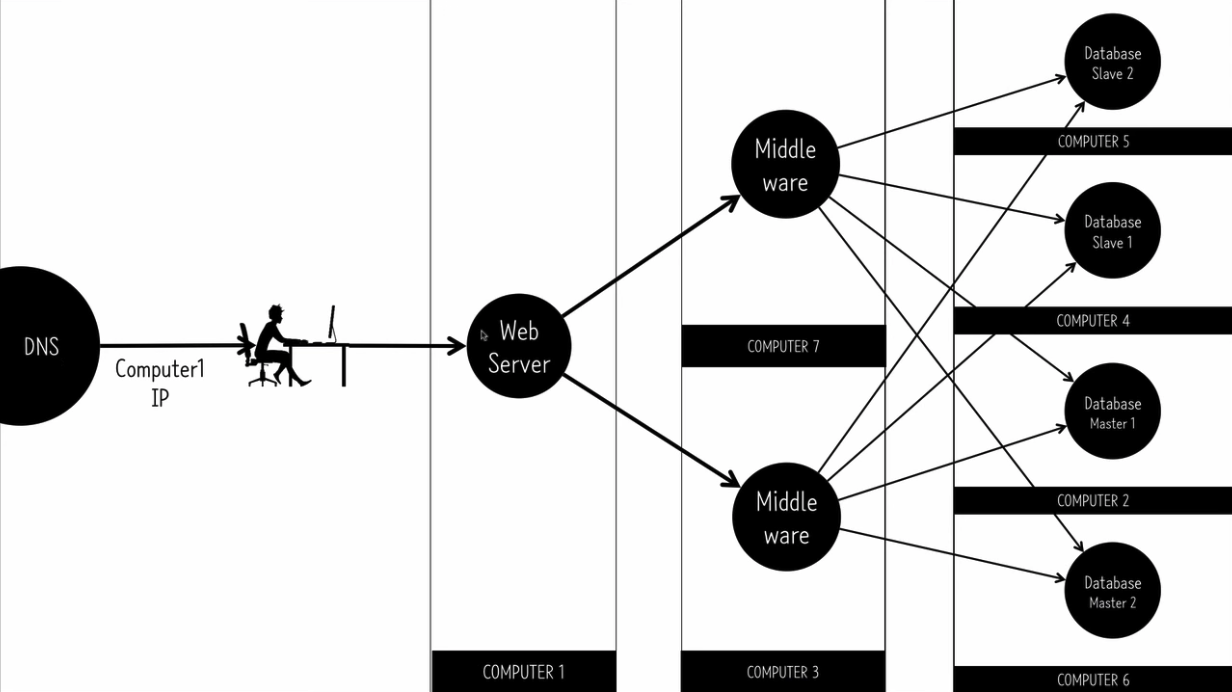 DNS
Computer1
IP
Web
Server
COMPUTER 1
Middle
ware
COMPUTER 7
Middle
ware
COMPUTER 3
Database
Slave 2
COMPUTER 5
Database
Slave 1
COMPUTER 4
Database
Master 1
COMPUTER 2
Database
Master 2
COMPUTER 6